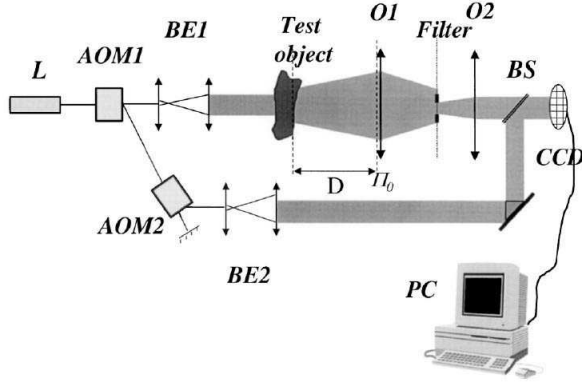 Test
object
O1
O2
Filter
BE1
AOM1
L
BS
CCD
D
Π₀
AOM2
BE2
PC